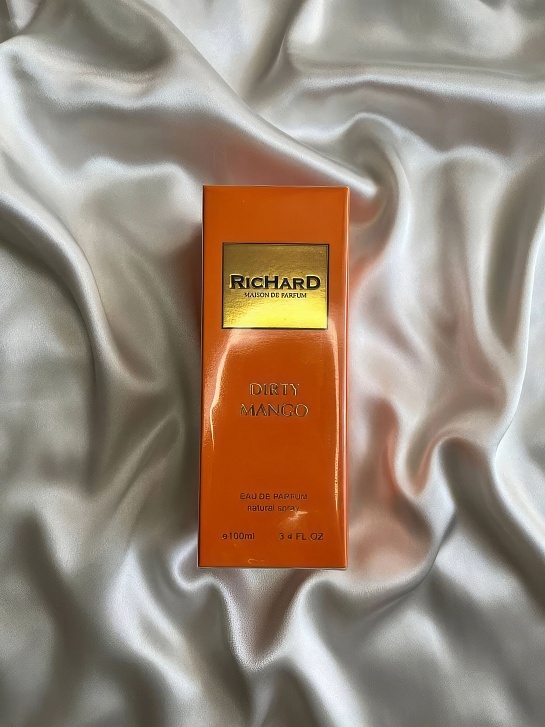 RICHARD
MAISON DE PARFUM
DIRTY
MANGO
EAU DE PARFUM
natural spray
e100ml 3.4 FL.OZ